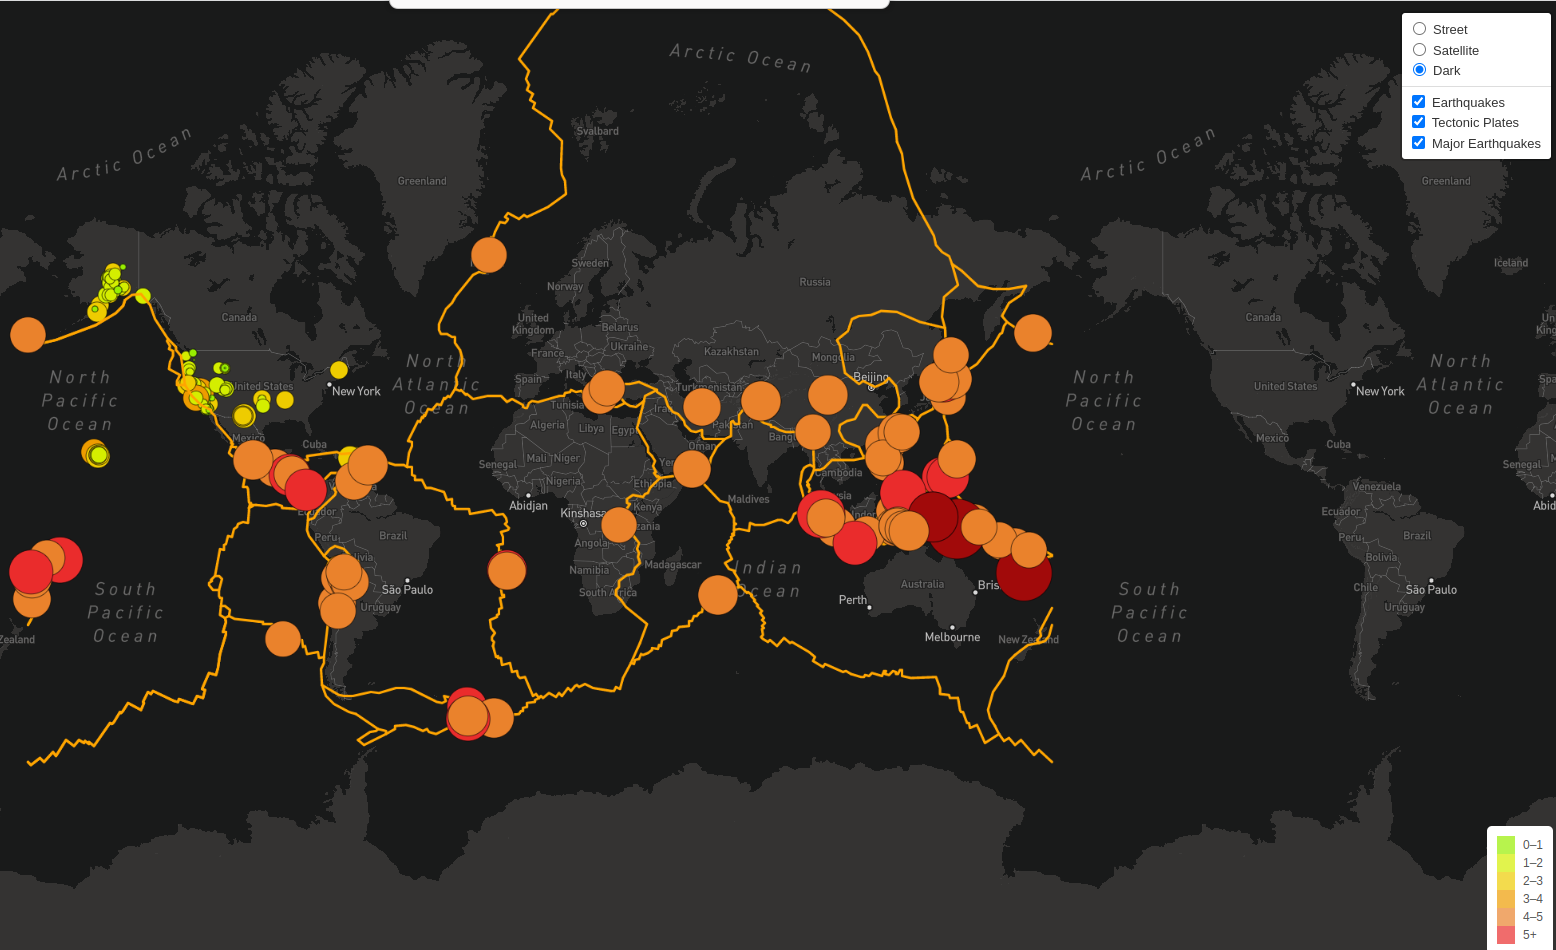 Arctic Ocean
Arctic Ocean
Arctic Ocean
Street
Satellite
Dark
Earthquakes
Tectonic Plates
Major Earthquakes
Svalbard
Greenland
Greenland
Sweden
Iceland
Norway
Russia
Canada
United
Kingdom
Belarus
Ukraine
Canada
France
Kazakhstan
Mongolia
Italy
Spain
Turkmenistan
Beijing
United States
New York
North
Atlantic
Ocean
North
Pacific
Ocean
North
Pacific
Ocean
United States
New York
North
Atlantic
Ocean
Tunisia
Algeria
Libya
Egypt
Pakistan
Oman
Mexico
Cuba
Mexico
Cuba
Senegal
Mali
Niger
Nigeria
Ethiopia
Cambodia
Maldives
Venezuela
Senegal
Abidjan
Kinshasa
Kenya
Ecuador
Ecuador
Peru
Brazil
Peru
Brazil
Angola
Bolivia
Namibia
Madagascar
South Africa
Indian
Ocean
Australia
Perth
Melbourne
New Zealand
São Paulo
Uruguay
South
Pacific
Ocean
South
Pacific
Ocean
Chile
São Paulo
Uruguay
Zealand
0–1
1–2
2–3
3–4
4–5
5+